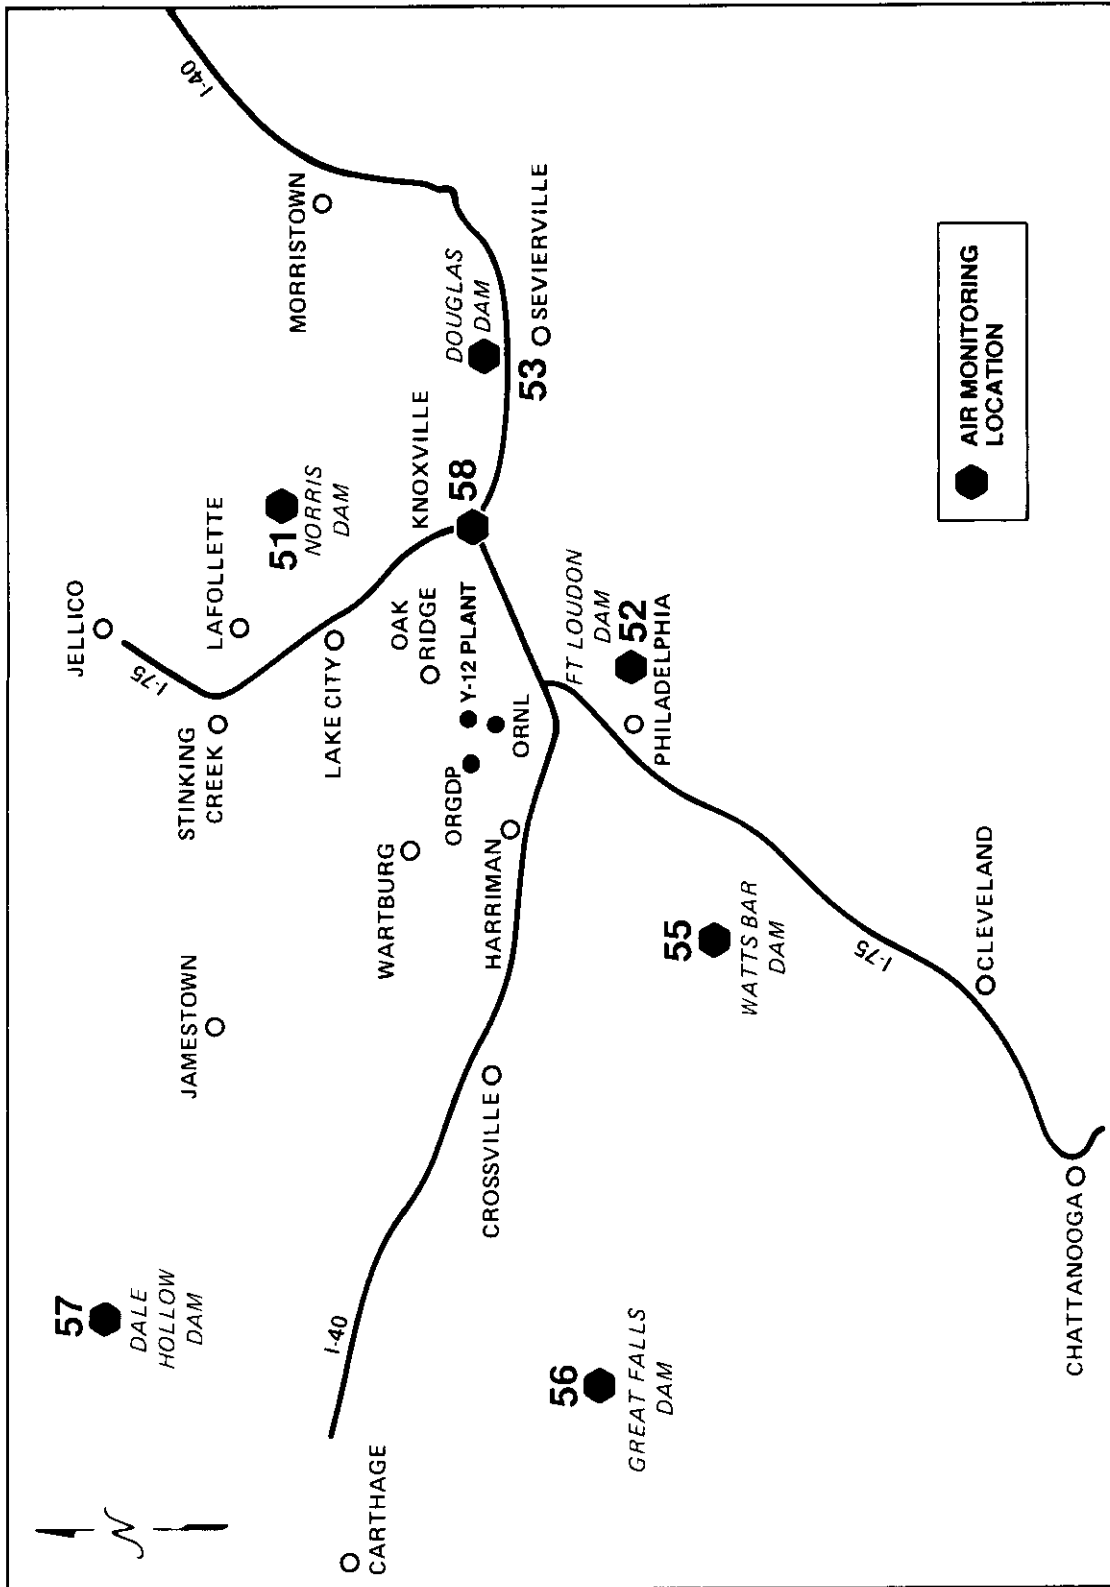 JELLICO
I-75
STINKING
CREEK
LAFOLLETTE
51
NORRIS
DAM
MORRISTOWN
I-40
57
DALE
HOLLOW
DAM
JAMESTOWN
LAKE CITY
WARTBURG
OAK
RIDGE
KNOXVILLE
58
DOUGLAS
DAM
53
SEVIERVILLE
Y-12 PLANT
ORGDP
ORNL
HARRIMAN
N
CARTHAGE
I-40
CROSSVILLE
FT LOUDON
DAM
52
PHILADELPHIA
56
GREAT FALLS
DAM
55
WATTS BAR
DAM
I-75
CLEVELAND
CHATTANOOGA
AIR MONITORING
LOCATION